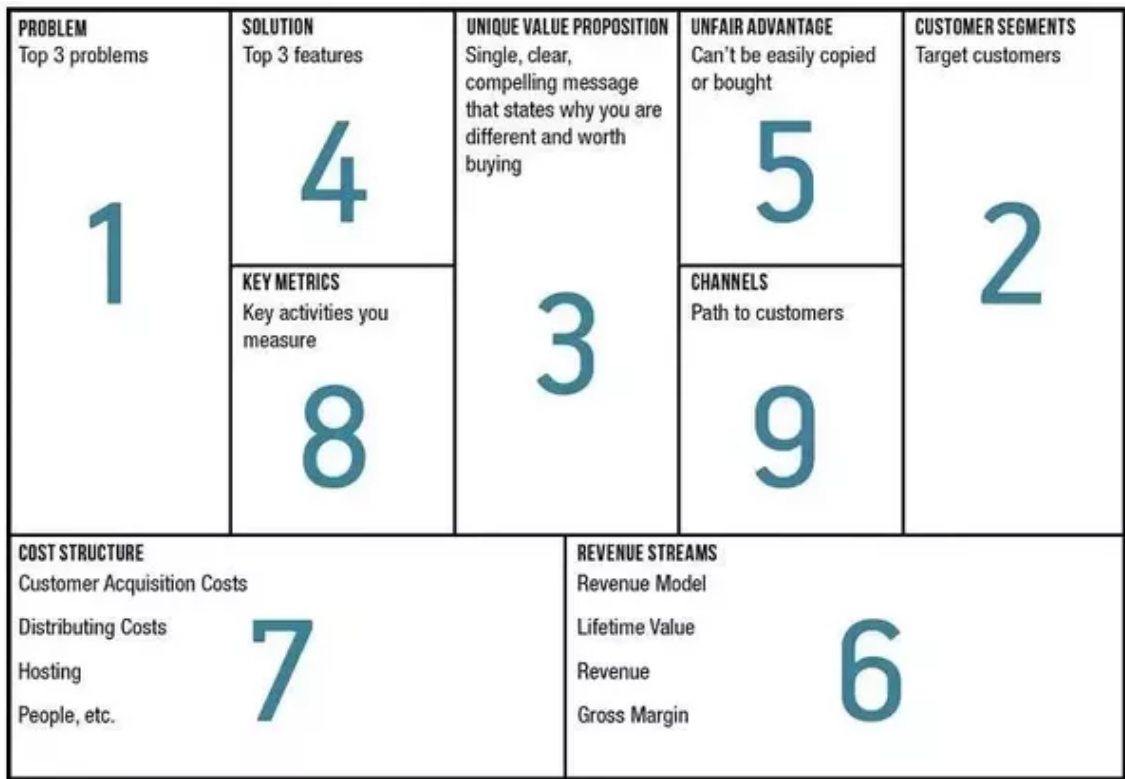 PROBLEM
Top 3 problems
1
SOLUTION
Top 3 features
4
KEY METRICS
Key activities you
measure
8
UNIQUE VALUE PROPOSITION
Single, clear,
compelling message
that states why you are
different and worth
buying
3
UNFAIR ADVANTAGE
Can't be easily copied
or bought
5
CHANNELS
Path to customers
9
CUSTOMER SEGMENTS
Target customers
2
COST STRUCTURE
Customer Acquisition Costs
Distributing Costs
Hosting
People, etc.
7
REVENUE STREAMS
Revenue Model
Lifetime Value
Revenue
Gross Margin
6